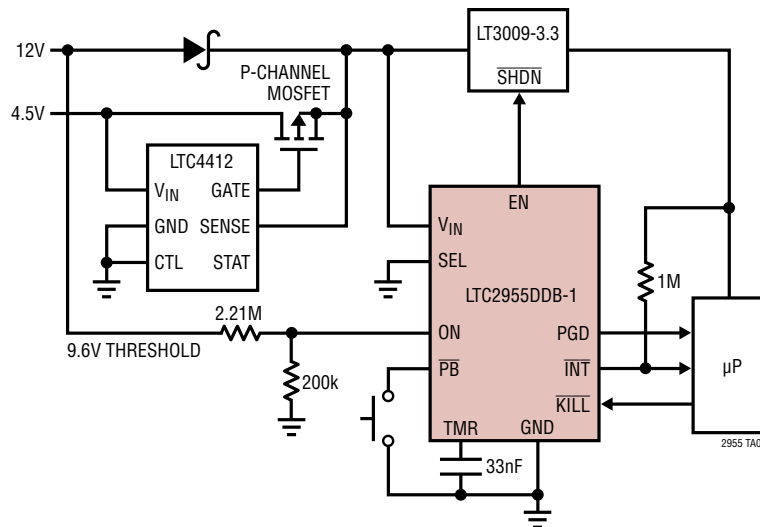 12V
LT3009-3.3
SHDN
P-CHANNEL
MOSFET
4.5V
LTC4412
VIN
GATE
GND
SENSE
CTL
STAT
EN
VIN
SEL
LTC2955DDB-1
1M
2.21M
ON
PGD
9.6V THRESHOLD
PB
INT
µP
200k
KILL
TMR
GND
33nF